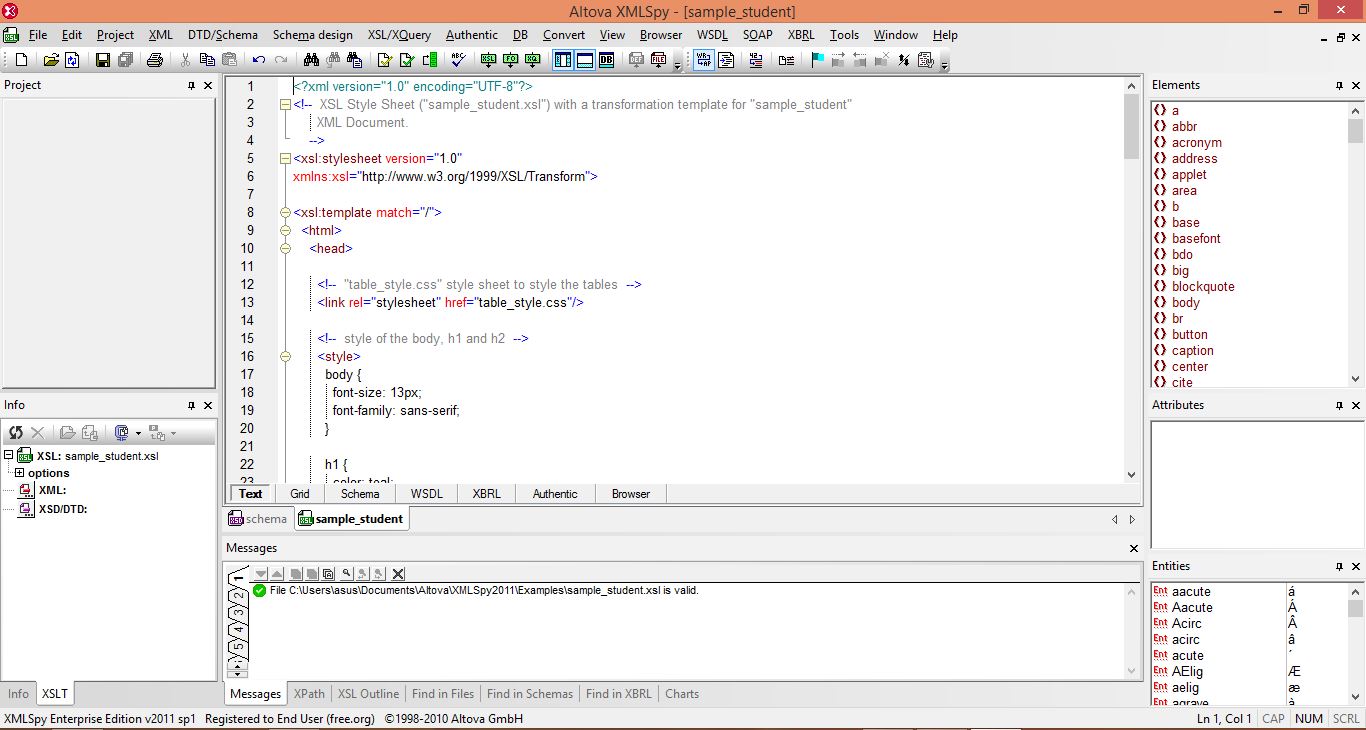 Altova XMLSpy - [sample_student]
File Edit Project XML DTD/Schema Schema design XSL/XQuery Authentic DB Convert View Browser WSDL SOAP XBRL Tools Window Help
Project
1 <?xml version="1.0" encoding="UTF-8"?>
2 <!-- XSL Style Sheet ("sample_student.xsl") with a transformation template for "sample_student"
3 XML Document.
4 -->
5 <xsl:stylesheet version="1.0"
6 xmlns:xsl="http://www.w3.org/1999/XSL/Transform">
7
8 <xsl:template match="/">
9 <html>
10 <head>
11
12 <!-- "table_style.css" style sheet to style the tables -->
13 <link rel="stylesheet" href="table_style.css"/>
14
15 <!-- style of the body, h1 and h2 -->
16 <style>
17 body {
18 font-size: 13px;
19 font-family: sans-serif;
20 }
21
22 h1 {
23 color: teal;
Text Grid Schema WSDL XBRL Authentic Browser
schema sample_student
Info
XSL: sample_student.xsl
options
XML:
XSD/DTD:
Info XSLT
Messages
1
2
3
4
5
File C:\Users\asus\Documents\Altova\XMLSpy2011\Examples\sample_student.xsl is valid.
Messages XPath XSL Outline Find in Files Find in Schemas Find in XBRL Charts
Elements
a
abbr
acronym
address
applet
area
b
base
basefont
bdo
big
blockquote
body
br
button
caption
center
cite
Attributes
Entities
Ent aacute á
Ent Aacute Á
Ent Acirc Â
Ent acirc â
Ent acute ´
Ent AElig Æ
Ent aelig æ
Ent agrave à
XMLSpy Enterprise Edition v2011 sp1 Registered to End User (free.org) ©1998-2010 Altova GmbH
Ln 1, Col 1 CAP NUM SCRL